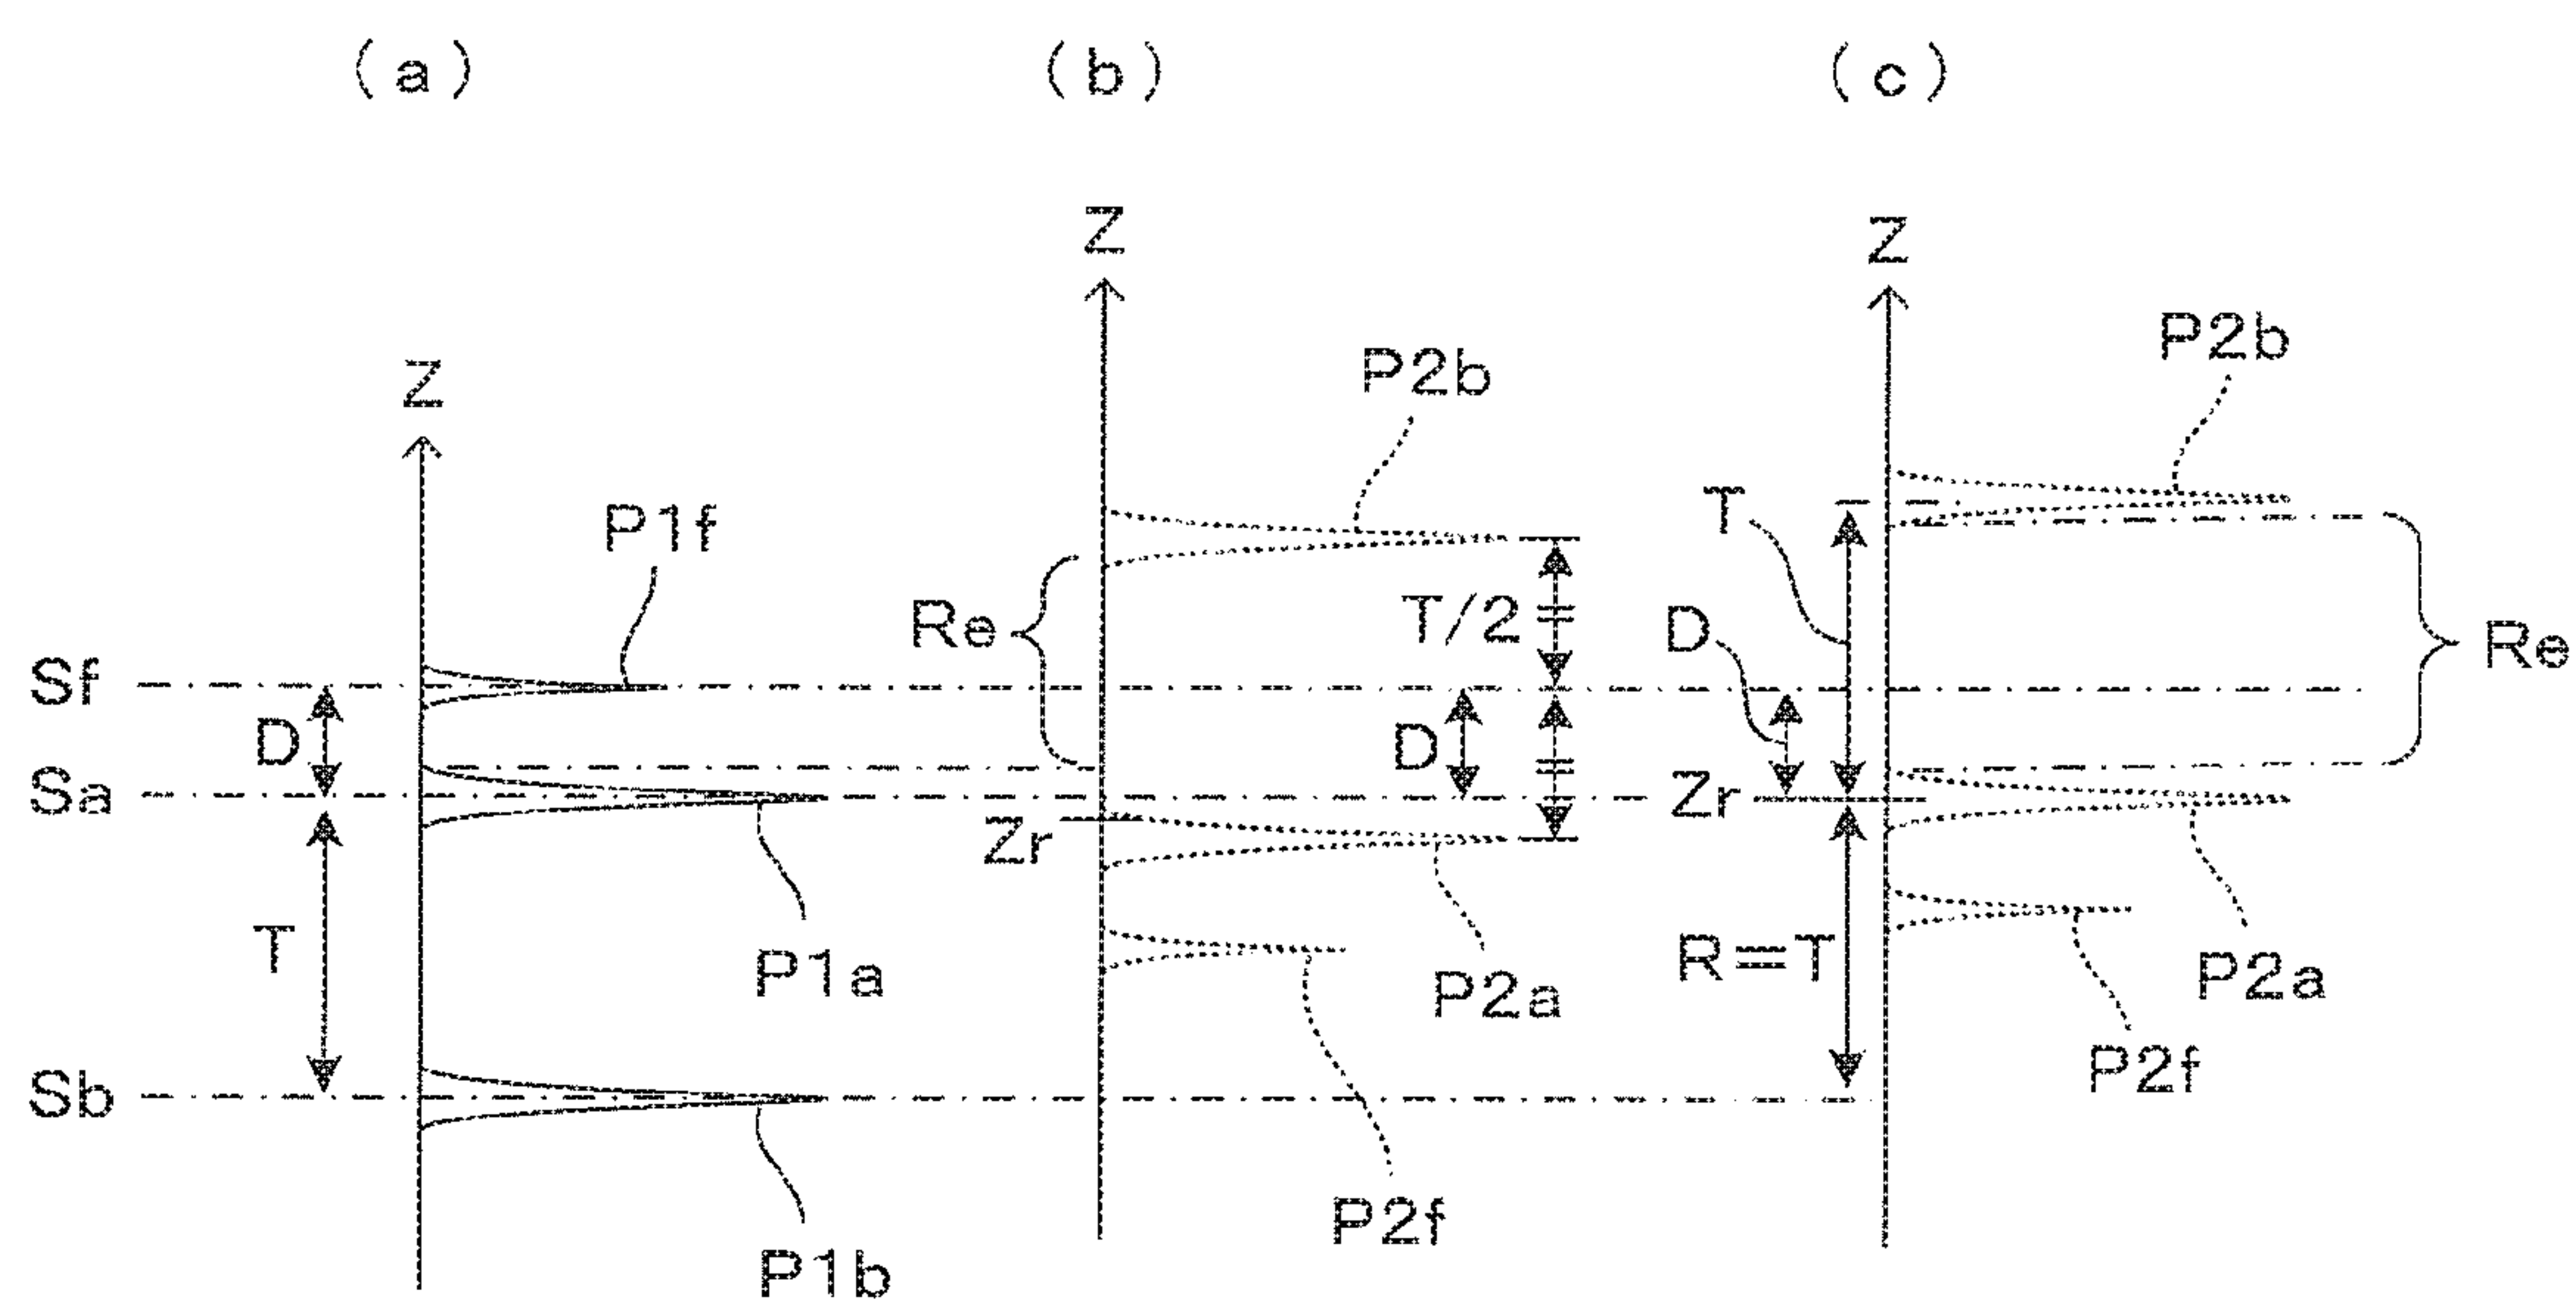 (a)
(b)
(c)
Z
Z
Z
P1f
P2b
P2b
Sf
D
Sa
T
Sb
P1a
P1b
Re
T/2
D
Zr
P2a
P2f
T
D
Zr
R=T
Re
P2a
P2f